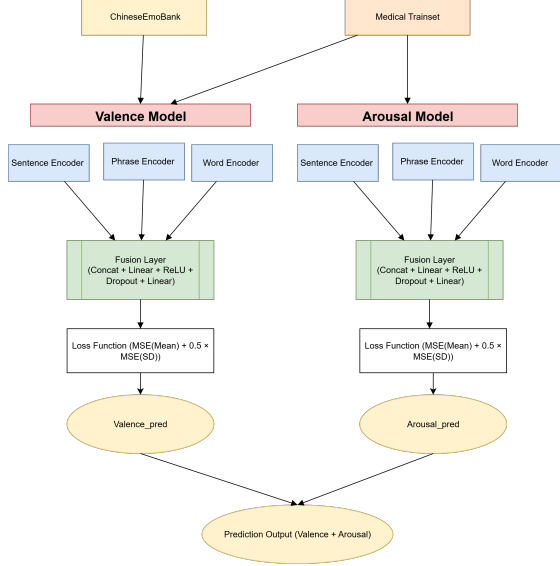 ChineseEmoBank
Medical Trainset
Valence Model
Arousal Model
Sentence Encoder
Phrase Encoder
Word Encoder
Sentence Encoder
Phrase Encoder
Word Encoder
Fusion Layer
(Concat + Linear + ReLU +
Dropout + Linear)
Fusion Layer
(Concat + Linear + ReLU +
Dropout + Linear)
Loss Function (MSE(Mean) + 0.5 ×
MSE(SD))
Loss Function (MSE(Mean) + 0.5 ×
MSE(SD))
Valence_pred
Arousal_pred
Prediction Output (Valence + Arousal)